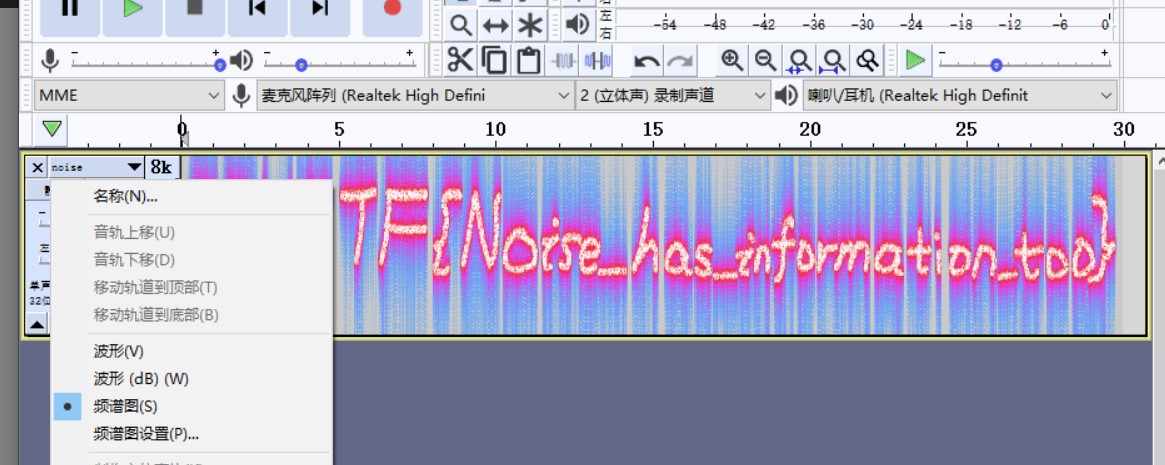 左
右
-54 -48 -42 -36 -30 -24 -18 -12 -6 0
- +
- +
- +
MME
麦克风阵列 (Realtek High Defini
2 (立体声) 录制声道
喇叭/耳机 (Realtek High Definit
0 5 10 15 20 25 30
× noise 8k
TF{Noise_has_information_too}
名称(N)...
音轨上移(U)
音轨下移(D)
移动轨道到顶部(T)
移动轨道到底部(B)
左
单声
32位
波形(V)
波形 (dB) (W)
频谱图(S)
频谱图设置(P)...